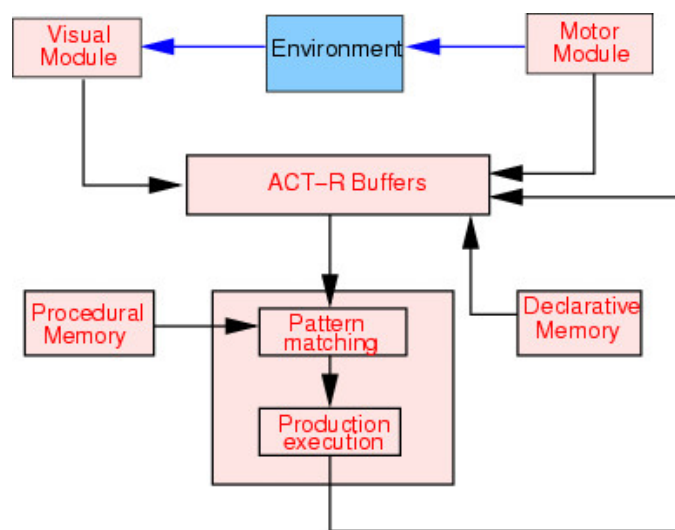 Visual
Module
Environment
Motor
Module
ACT–R Buffers
Procedural
Memory
Pattern
matching
Declarative
Memory
Production
execution